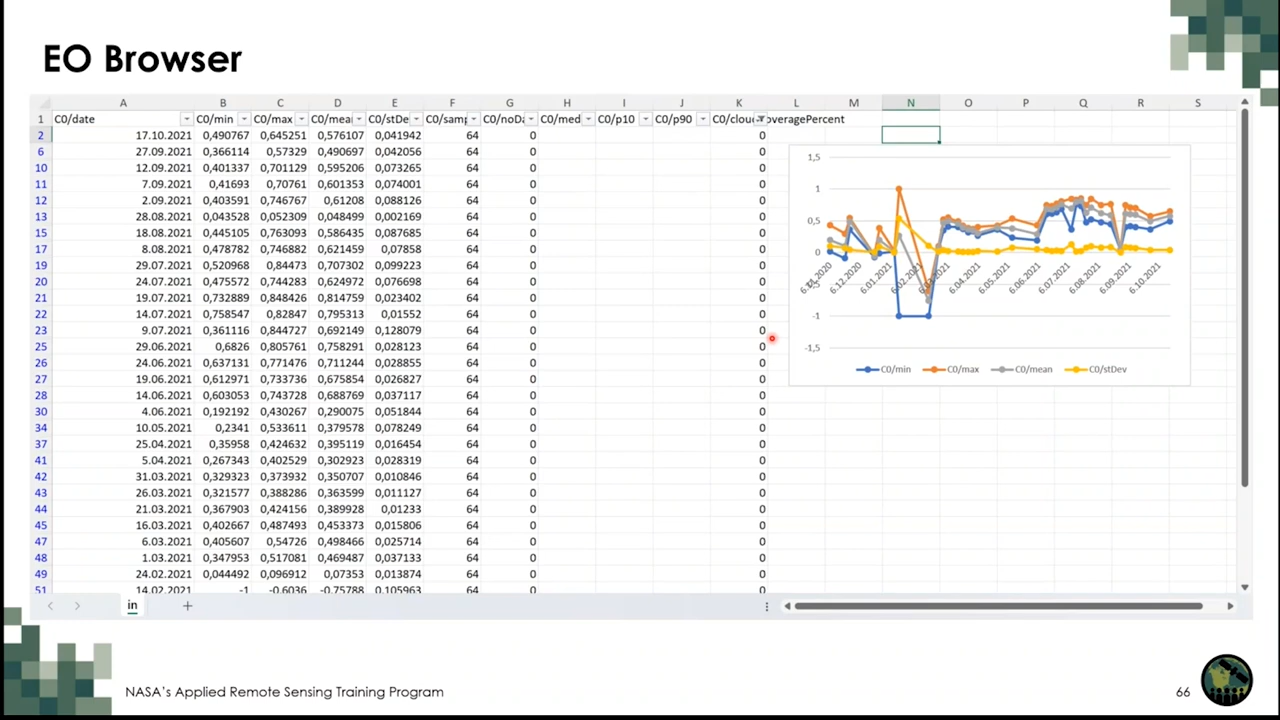 EO Browser
A B C D E F G H I J K L M N O P Q R S
1 C0/date C0/min C0/max C0/mea C0/stDe C0/samp C0/noDa C0/med C0/p10 C0/p90 C0/clou overagePercent
2 17.10.2021 0,490767 0,645251 0,576107 0,041942 64 0 0
6 27.09.2021 0,366114 0,57329 0,490697 0,042056 64 0 0
10 12.09.2021 0,401337 0,701129 0,595206 0,073265 64 0 0
11 7.09.2021 0,41693 0,70761 0,601353 0,074001 64 0 0
12 2.09.2021 0,403591 0,746767 0,61208 0,088126 64 0 0
13 28.08.2021 0,043528 0,052309 0,048499 0,002169 64 0 0
15 18.08.2021 0,445105 0,763093 0,586435 0,087685 64 0 0
17 8.08.2021 0,478782 0,74685 0,621459 0,07858 64 0 0
19 29.07.2021 0,520968 0,84473 0,707302 0,099223 64 0 0
20 24.07.2021 0,475572 0,744283 0,624972 0,076698 64 0 0
21 19.07.2021 0,732889 0,848426 0,814759 0,023402 64 0 0
22 14.07.2021 0,758547 0,82847 0,795313 0,01552 64 0 0
23 9.07.2021 0,361116 0,844727 0,692149 0,128079 64 0 0
25 29.06.2021 0,6826 0,805761 0,758291 0,028123 64 0 0
26 24.06.2021 0,637131 0,771476 0,711244 0,028855 64 0 0
27 19.06.2021 0,612971 0,733736 0,675854 0,026827 64 0 0
28 14.06.2021 0,603053 0,743728 0,688769 0,037117 64 0 0
30 4.06.2021 0,192192 0,430267 0,290075 0,051844 64 0 0
34 10.05.2021 0,2341 0,533611 0,379578 0,078249 64 0 0
37 25.04.2021 0,35958 0,424632 0,395119 0,016454 64 0 0
41 5.04.2021 0,267343 0,402529 0,302923 0,028319 64 0 0
42 31.03.2021 0,329323 0,373932 0,350707 0,010846 64 0 0
43 26.03.2021 0,321577 0,388286 0,363599 0,011127 64 0 0
44 21.03.2021 0,367903 0,424156 0,389928 0,01233 64 0 0
45 16.03.2021 0,402667 0,487493 0,453373 0,015806 64 0 0
47 6.03.2021 0,405607 0,54726 0,498466 0,025714 64 0 0
48 1.03.2021 0,347953 0,517081 0,469487 0,037133 64 0 0
49 24.02.2021 0,044492 0,096912 0,07353 0,013874 64 0 0
51 14.02.2021 -1 -0,6036 -0,75788 0,105963 64 0 0
1,5
1
0,5
0
-1
-1,5
6.12.2020 6.01.2021 6.04.2021 6.05.2021 6.06.2021 6.07.2021 6.08.2021 6.09.2021 6.10.2021
C0/min C0/max C0/mean C0/stDev
in +
NASA's Applied Remote Sensing Training Program
66